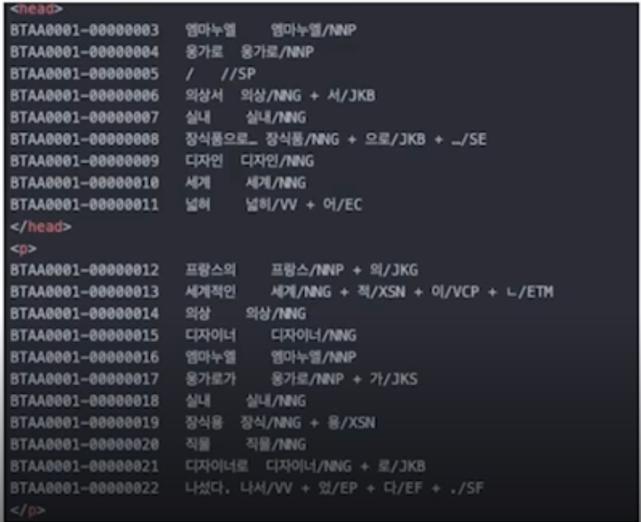 <head>
BTAA0001-00000003 엠마누엘 엠마누엘/NNP
BTAA0001-00000004 웅가로 웅가로/NNP
BTAA0001-00000005 / //SP
BTAA0001-00000006 의상서 의상/NNG + 서/JKB
BTAA0001-00000007 실내 실내/NNG
BTAA0001-00000008 장식품으로… 장식품/NNG + 으로/JKB + …/SE
BTAA0001-00000009 디자인 디자인/NNG
BTAA0001-00000010 세계 세계/NNG
BTAA0001-00000011 넓혀 넓히/VV + 어/EC
</head>
<p>
BTAA0001-00000012 프랑스의 프랑스/NNP + 의/JKG
BTAA0001-00000013 세계적인 세계/NNG + 적/XSN + 이/VCP + ㄴ/ETM
BTAA0001-00000014 의상 의상/NNG
BTAA0001-00000015 디자이너 디자이너/NNG
BTAA0001-00000016 엠마누엘 엠마누엘/NNP
BTAA0001-00000017 웅가로가 웅가로/NNP + 가/JKS
BTAA0001-00000018 실내 실내/NNG
BTAA0001-00000019 장식용 장식/NNG + 용/XSN
BTAA0001-00000020 직물 직물/NNG
BTAA0001-00000021 디자이너로 디자이너/NNG + 로/JKB
BTAA0001-00000022 나섰다. 나서/VV + 었/EP + 다/EF + ./SF
</p>